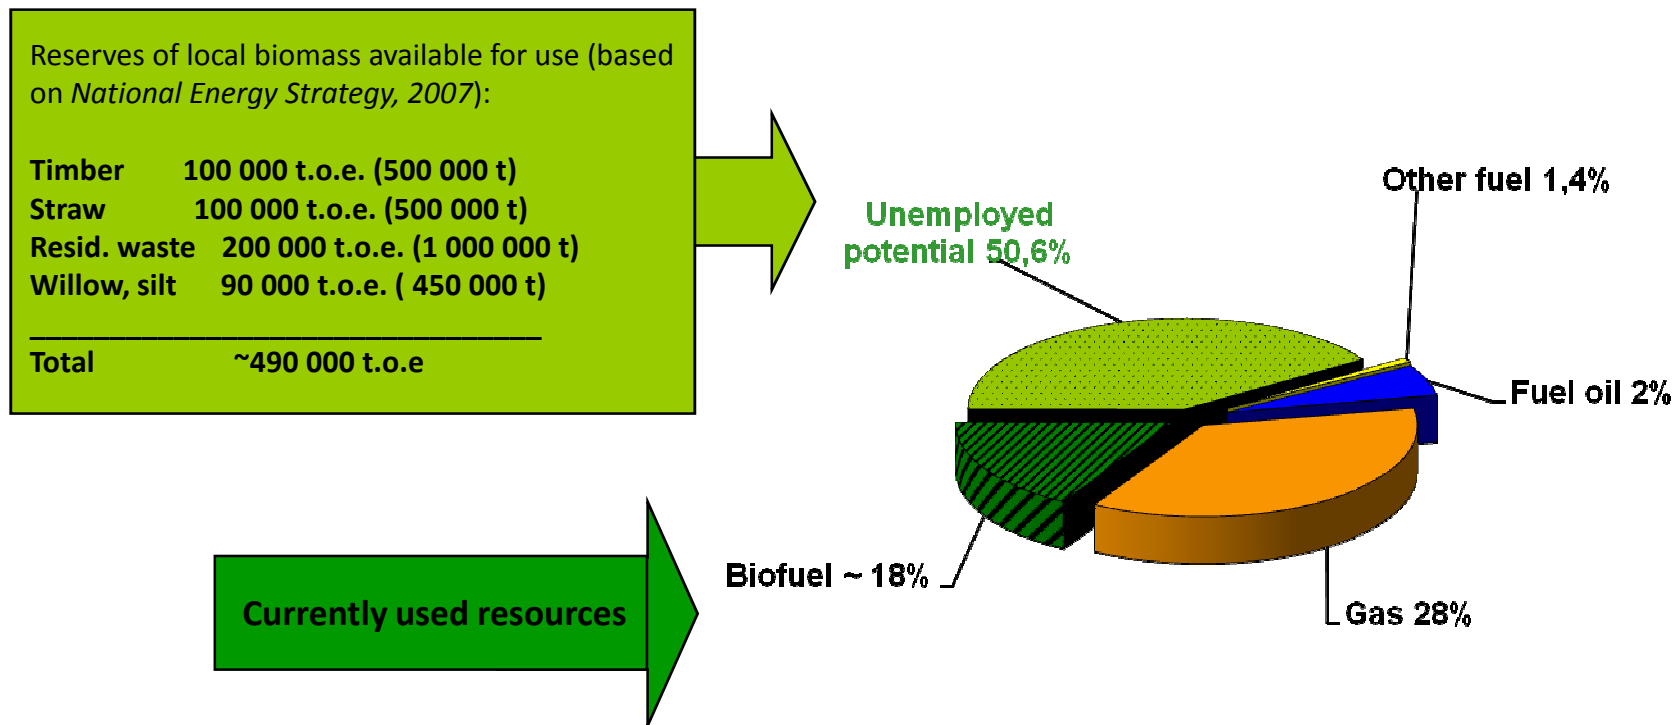 Reserves of local biomass available for use (based
on National Energy Strategy, 2007):
Timber 100 000 t.o.e. (500 000 t)
Straw 100 000 t.o.e. (500 000 t)
Resid. waste 200 000 t.o.e. (1 000 000 t)
Willow, silt 90 000 t.o.e. ( 450 000 t)
________________________________
Total ~490 000 t.o.e
Other fuel 1,4%
Unemployed
potential 50,6%
Fuel oil 2%
Biofuel ~ 18%
Gas 28%
Currently used resources